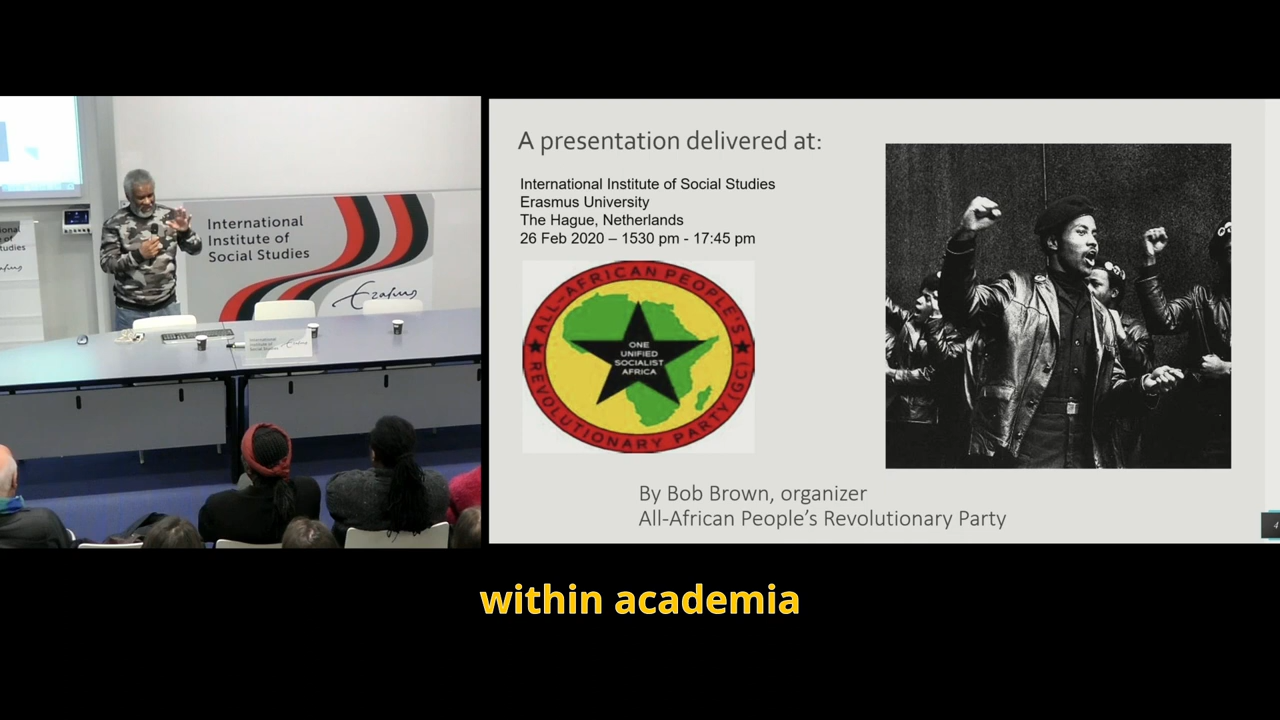 International
Institute of
Social Studies
Erasmus
A presentation delivered at:
International Institute of Social Studies
Erasmus University
The Hague, Netherlands
26 Feb 2020 – 1530 pm - 17:45 pm
ALL-AFRICAN PEOPLE'S
REVOLUTIONARY PARTY (GC)
ONE
UNIFIED
SOCIALIST
AFRICA
By Bob Brown, organizer
All-African People’s Revolutionary Party
4
within academia